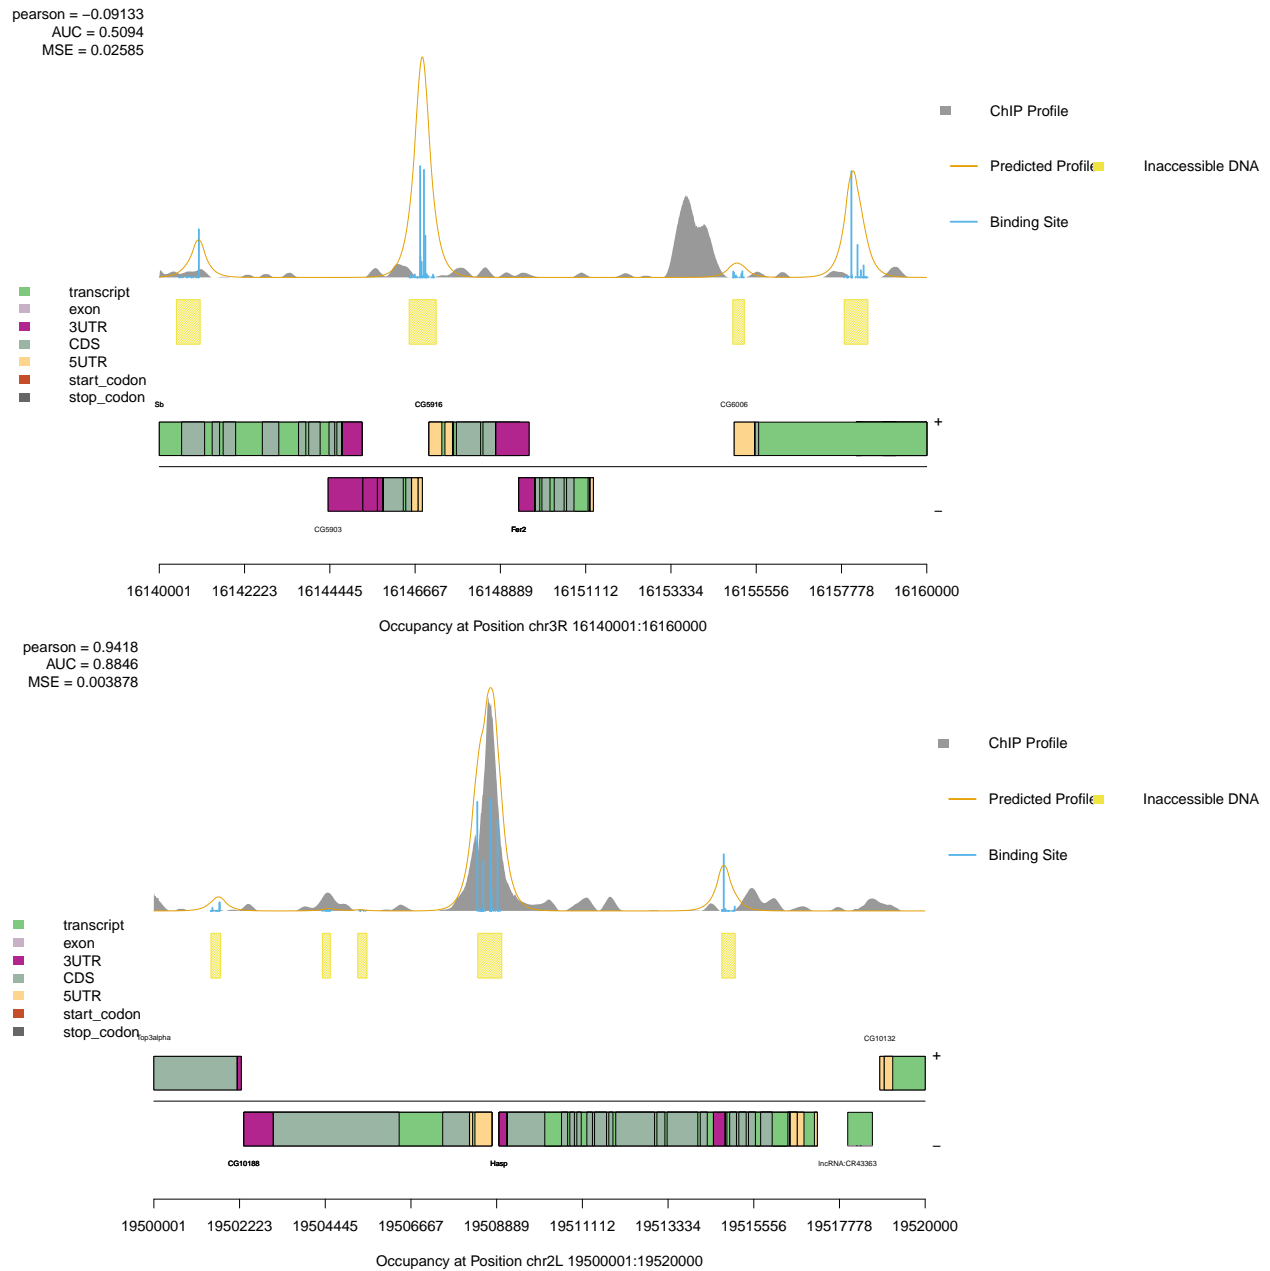 pearson = −0.09133
AUC = 0.5094
MSE = 0.02585
ChIP Profile
Predicted Profile
Inaccessible DNA
Binding Site
transcript
exon
3UTR
CDS
5UTR
start_codon
stop_codon
Sb
CG5916
CG6006
+
CG5903
Fer2
−
16140001 16142223 16144445 16146667 16148889 16151112 16153334 16155556 16157778 16160000
Occupancy at Position chr3R 16140001:16160000
pearson = 0.9418
AUC = 0.8846
MSE = 0.003878
ChIP Profile
Predicted Profile
Inaccessible DNA
Binding Site
transcript
exon
3UTR
CDS
5UTR
start_codon
stop_codon
Top3alpha
CG10132
+
−
CG10188
Hasp
lncRNA:CR43363
19500001 19502223 19504445 19506667 19508889 19511112 19513334 19515556 19517778 19520000
Occupancy at Position chr2L 19500001:19520000